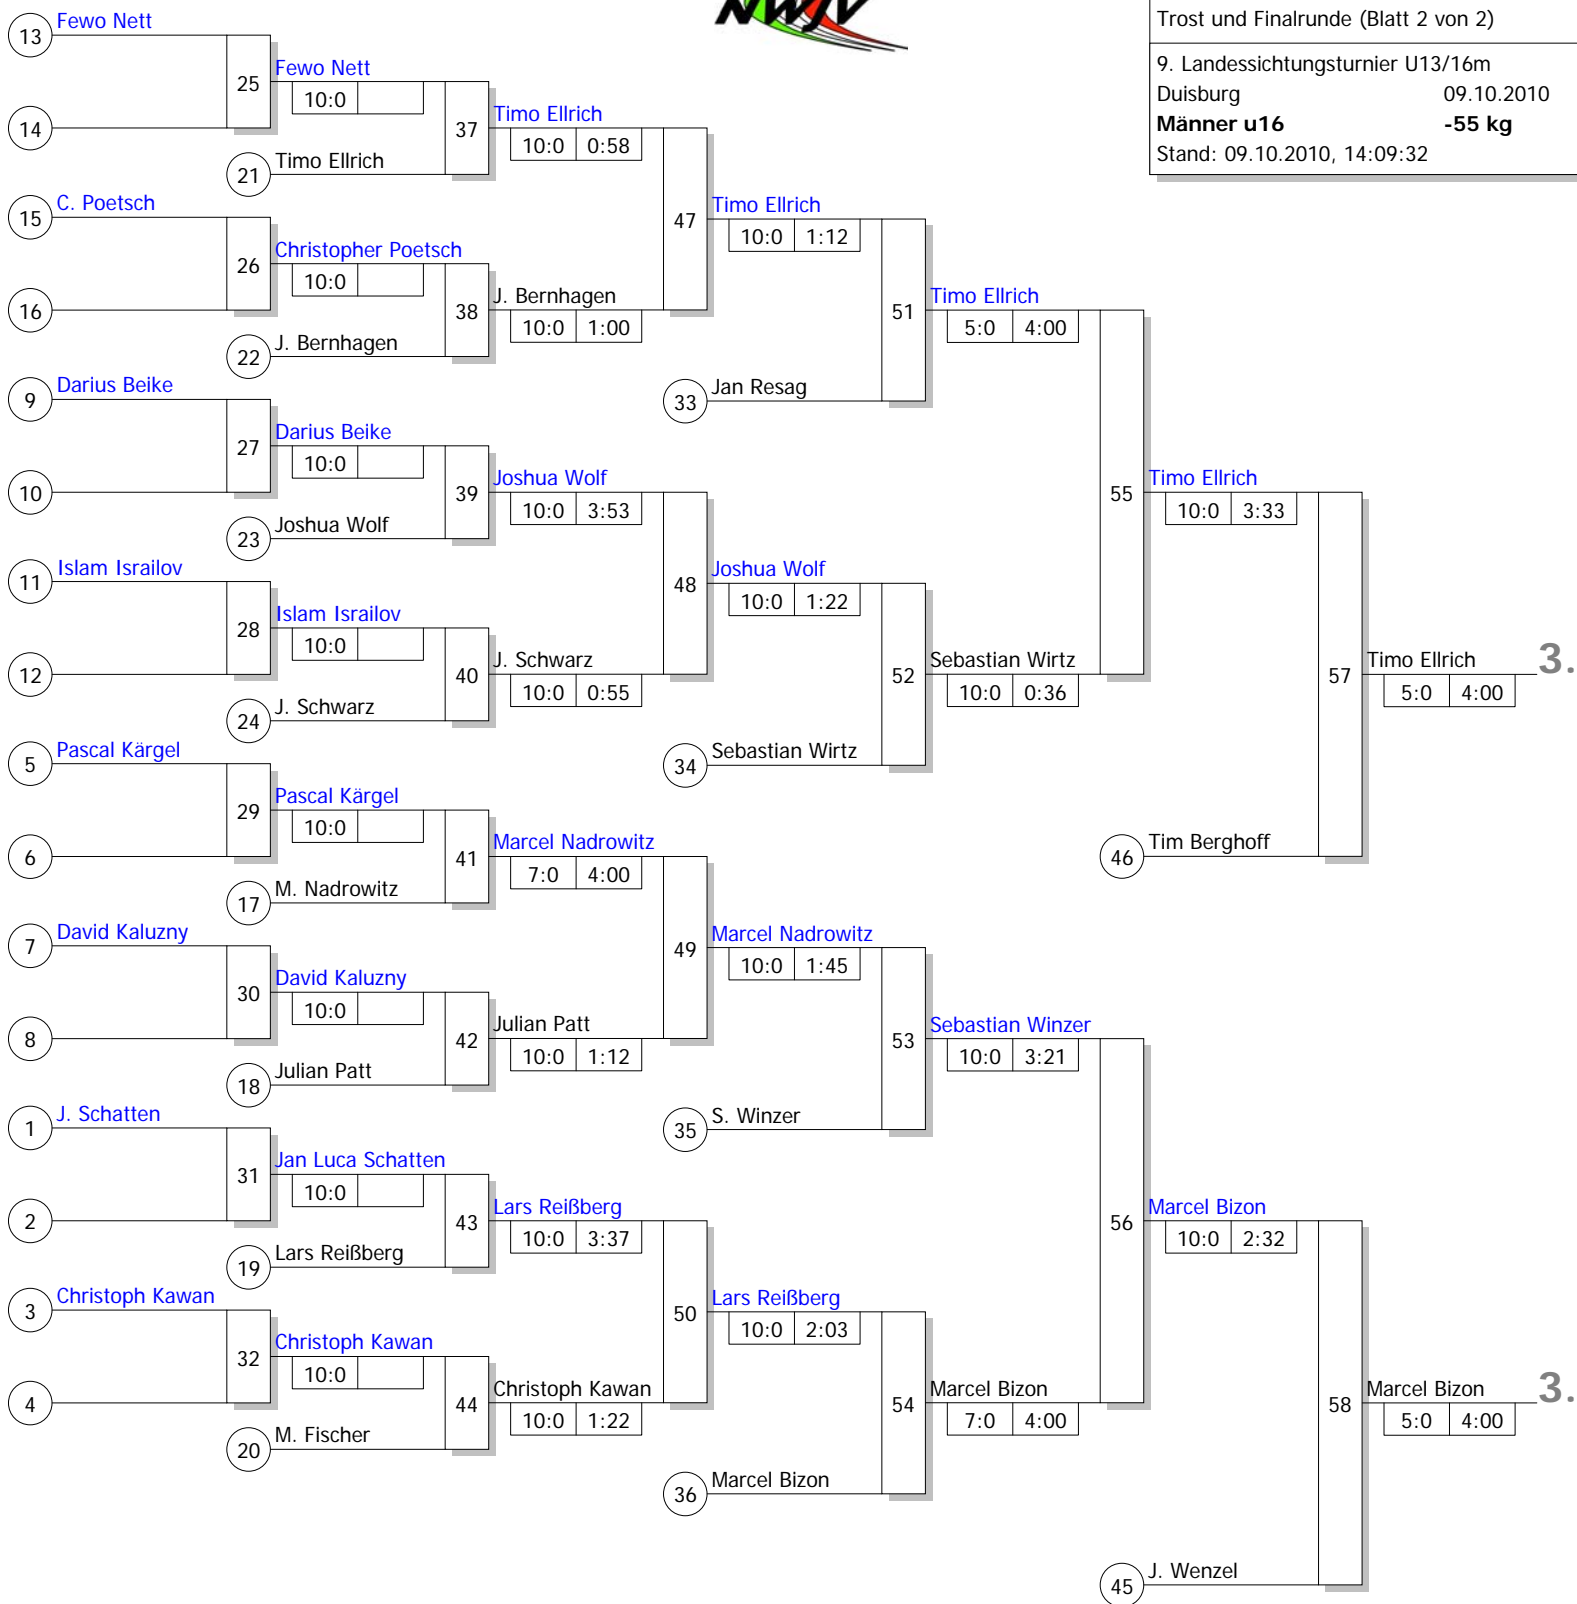 NWJV
Trost und Finalrunde (Blatt 2 von 2)
9. Landessichtungsturnier U13/16m
Duisburg 09.10.2010
Männer u16 -55 kg
Stand: 09.10.2010, 14:09:32
13 Fewo Nett
25 Fewo Nett
10:0
14
37 Timo Ellrich
10:0 0:58
21 Timo Ellrich
15 C. Poetsch
47 Timo Ellrich
10:0 1:12
26 Christopher Poetsch
10:0
16
38 J. Bernhagen
10:0 1:00
22 J. Bernhagen
51 Timo Ellrich
5:0 4:00
9 Darius Beike
33 Jan Resag
27 Darius Beike
10:0
10
39 Joshua Wolf
10:0 3:53
23 Joshua Wolf
55 Timo Ellrich
10:0 3:33
11 Islam Israilov
48 Joshua Wolf
10:0 1:22
28 Islam Israilov
10:0
12
40 J. Schwarz
10:0 0:55
24 J. Schwarz
52 Sebastian Wirtz
10:0 0:36
57 Timo Ellrich 3.
5:0 4:00
5 Pascal Kärgel
34 Sebastian Wirtz
29 Pascal Kärgel
10:0
6
41 Marcel Nadrowitz
7:0 4:00
46 Tim Berghoff
17 M. Nadrowitz
7 David Kaluzny
49 Marcel Nadrowitz
10:0 1:45
30 David Kaluzny
10:0
8
42 Julian Patt
10:0 1:12
18 Julian Patt
53 Sebastian Winzer
10:0 3:21
1 J. Schatten
35 S. Winzer
31 Jan Luca Schatten
10:0
2
43 Lars Reißberg
10:0 3:37
19 Lars Reißberg
56 Marcel Bizon
10:0 2:32
3 Christoph Kawan
50 Lars Reißberg
10:0 2:03
32 Christoph Kawan
10:0
4
44 Christoph Kawan
10:0 1:22
20 M. Fischer
54 Marcel Bizon
7:0 4:00
58 Marcel Bizon 3.
5:0 4:00
36 Marcel Bizon
45 J. Wenzel